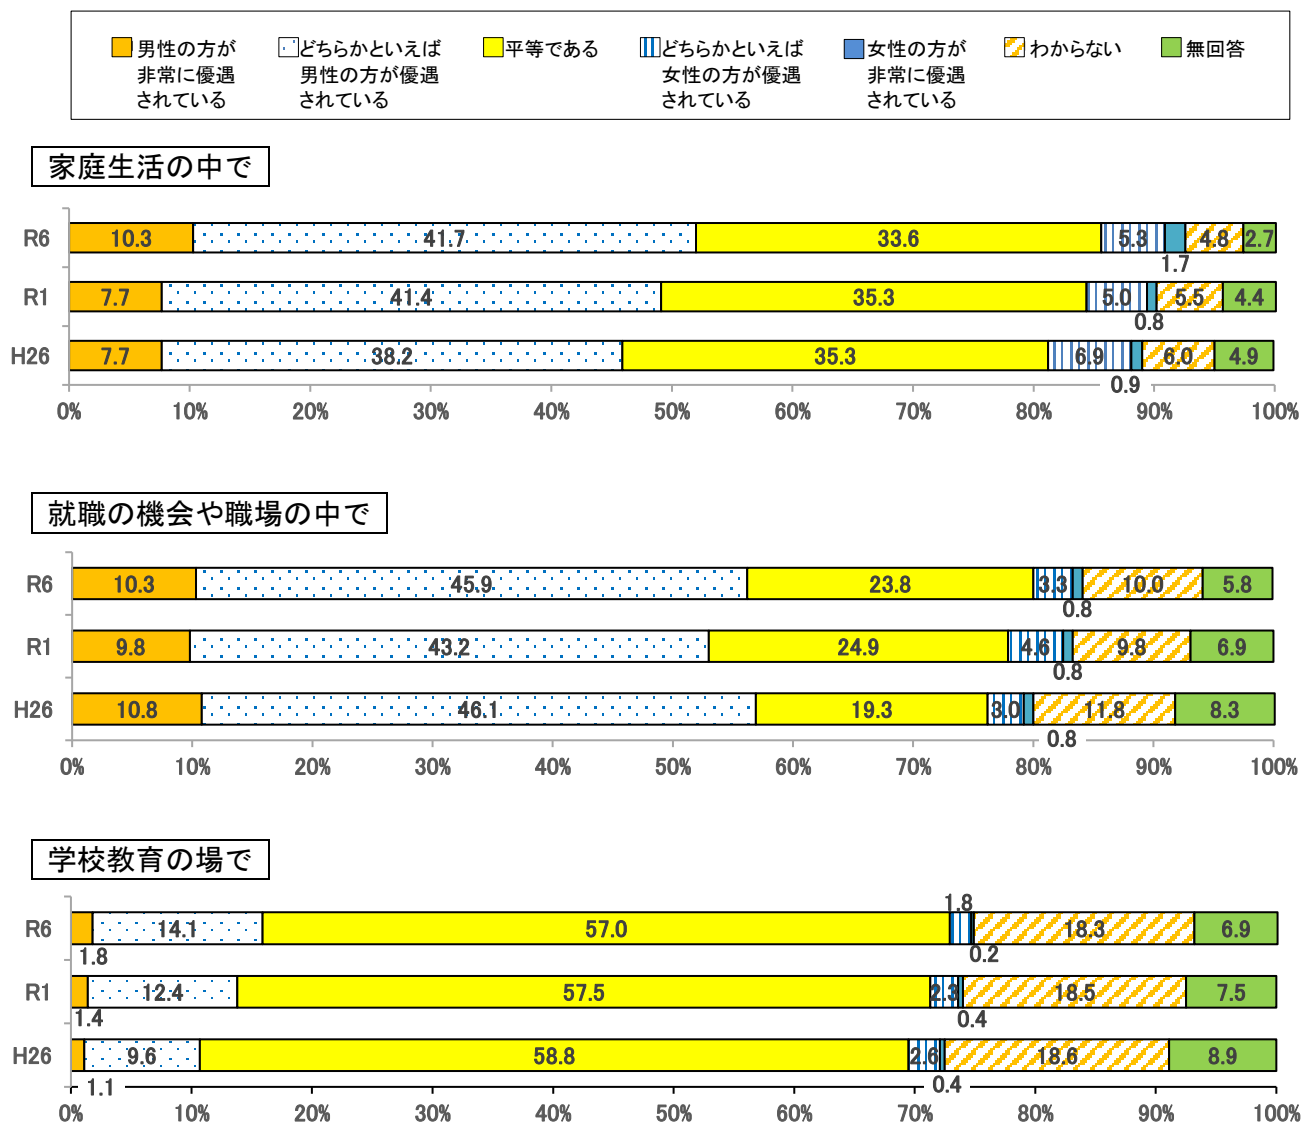 男性の方が
非常に優遇
されている
どちらかといえば
男性の方が優遇
されている
平等である
どちらかといえば
女性の方が優遇
されている
女性の方が
非常に優遇
されている
わからない
無回答
家庭生活の中で
R6 10.3 41.7 33.6 5.3 1.7 4.8 2.7
R1 7.7 41.4 35.3 5.0 0.8 5.5 4.4
H26 7.7 38.2 35.3 6.9 0.9 6.0 4.9
0% 10% 20% 30% 40% 50% 60% 70% 80% 90% 100%
就職の機会や職場の中で
R6 10.3 45.9 23.8 3.3 0.8 10.0 5.8
R1 9.8 43.2 24.9 4.6 0.8 9.8 6.9
H26 10.8 46.1 19.3 3.0 0.8 11.8 8.3
0% 10% 20% 30% 40% 50% 60% 70% 80% 90% 100%
学校教育の場で
R6 1.8 14.1 57.0 1.8 0.2 18.3 6.9
R1 1.4 12.4 57.5 2.3 0.4 18.5 7.5
H26 1.1 9.6 58.8 2.6 0.4 18.6 8.9
0% 10% 20% 30% 40% 50% 60% 70% 80% 90% 100%